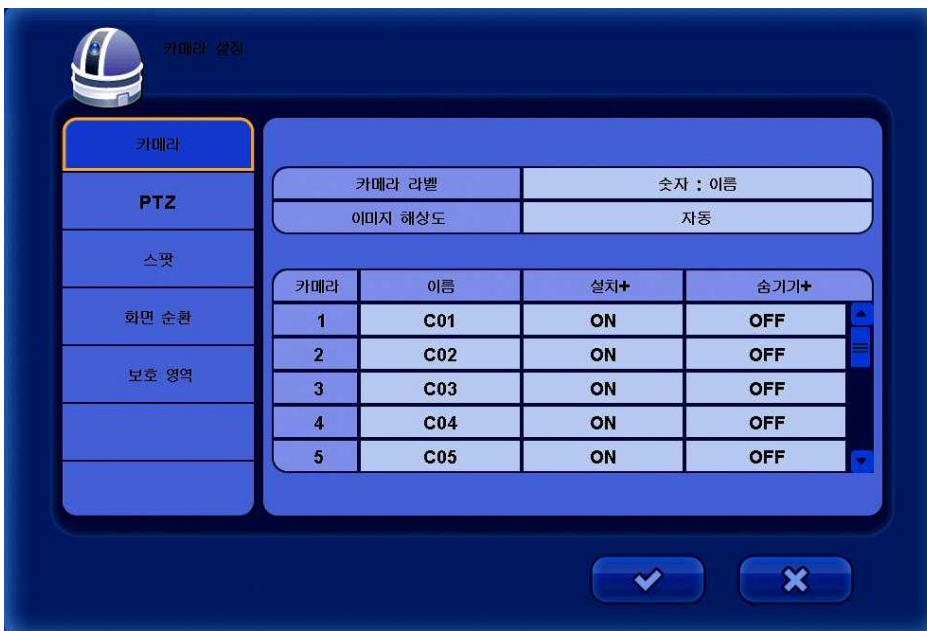 카메라 설정
카메라
PTZ
스팟
화면 순환
보호 영역
카메라 라벨 숫자 : 이름
이미지 해상도 자동
카메라 이름 설치+ 숨기기+
1 C01 ON OFF
2 C02 ON OFF
3 C03 ON OFF
4 C04 ON OFF
5 C05 ON OFF